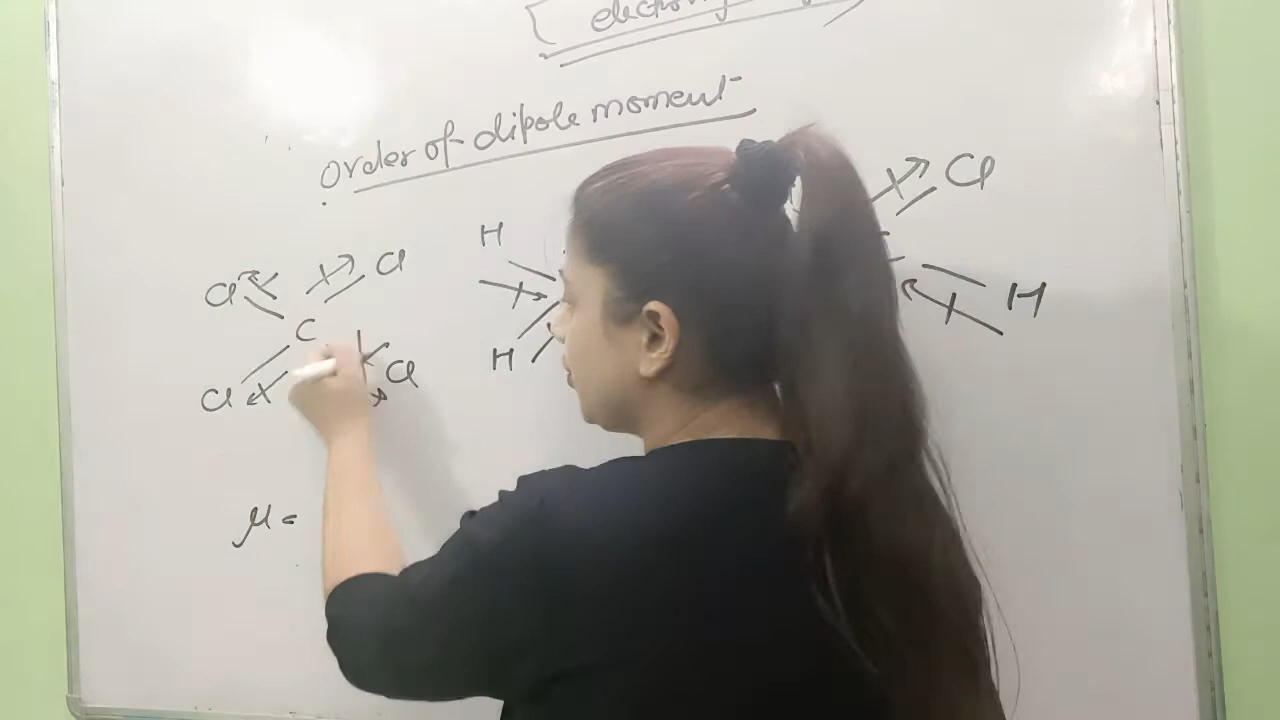 order of dipole moment
Cl Cl
C
Cl Cl
H
H
Cl
H
μ =